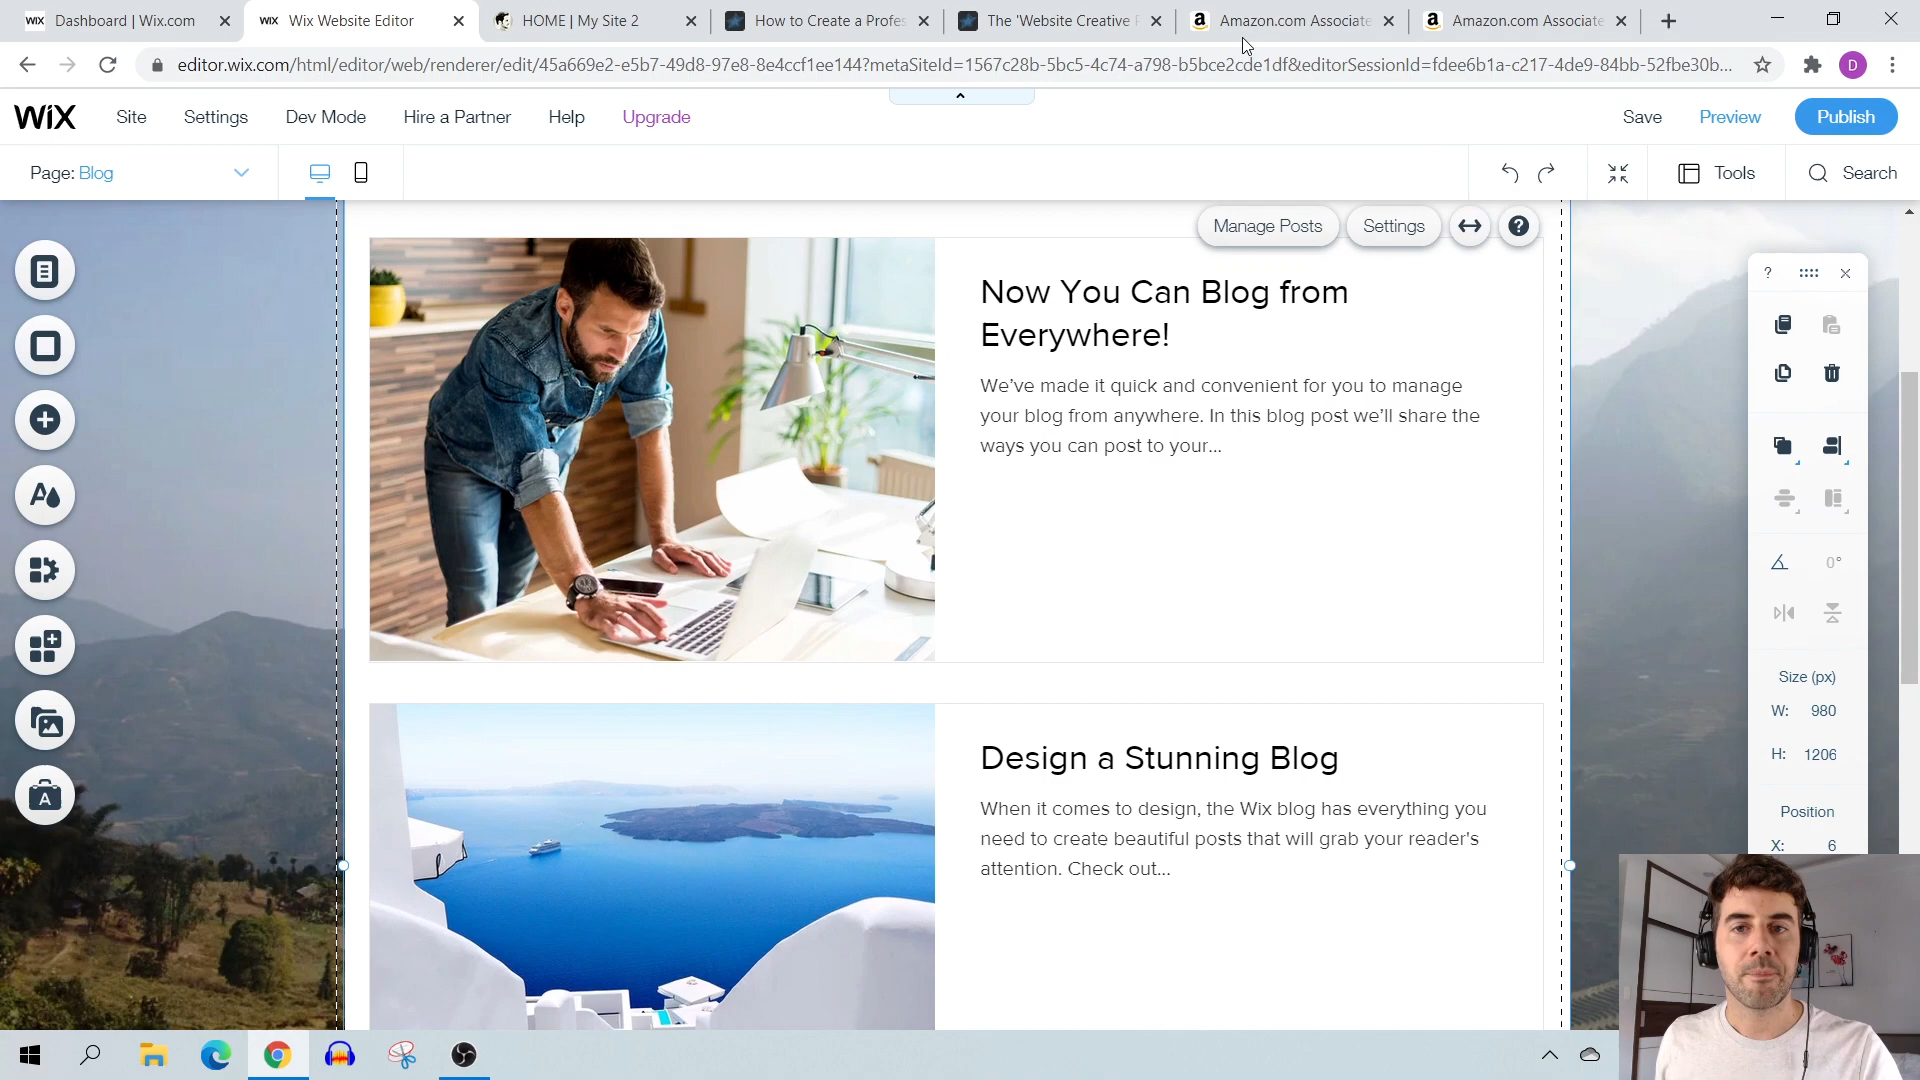 WiX Dashboard | Wix.com
WiX Wix Website Editor
HOME | My Site 2
How to Create a Profes
The 'Website Creative P
a Amazon.com Associate
a Amazon.com Associate
editor.wix.com/html/editor/web/renderer/edit/45a669e2-e5b7-49d8-97e8-8e4ccf1ee144?metaSiteId=1567c28b-5bc5-4c74-a798-b5bce2cde1df&editorSessionId=fdee6b1a-c217-4de9-84bb-52fbe30b...
D
WiX
Site
Settings
Dev Mode
Hire a Partner
Help
Upgrade
Save
Preview
Publish
Page: Blog
Tools
Search
Manage Posts
Settings
?
?
Now You Can Blog from
Everywhere!
We've made it quick and convenient for you to manage
your blog from anywhere. In this blog post we'll share the
ways you can post to your...
0°
Size (px)
W: 980
H: 1206
Position
X: 6
Design a Stunning Blog
When it comes to design, the Wix blog has everything you
need to create beautiful posts that will grab your reader's
attention. Check out...